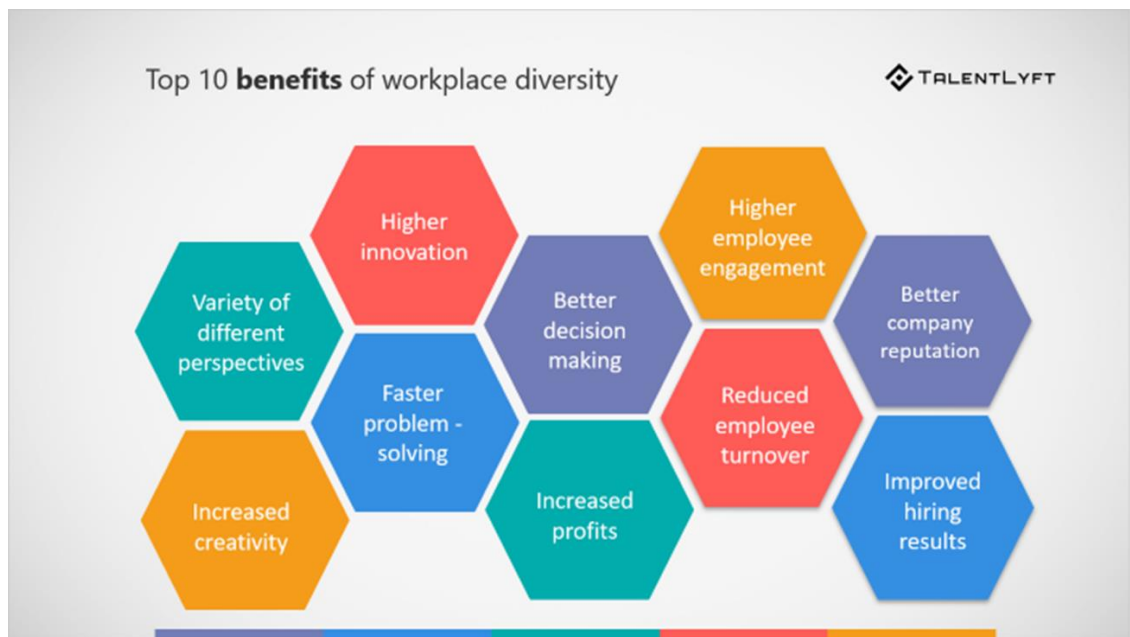 Top 10 benefits of workplace diversity
TALENTLYFT
Variety of
different
perspectives
Increased
creativity
Higher
innovation
Faster
problem -
solving
Better
decision
making
Increased
profits
Higher
employee
engagement
Reduced
employee
turnover
Better
company
reputation
Improved
hiring
results